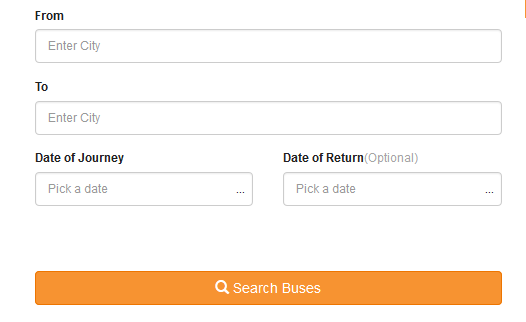 From
Enter City
To
Enter City
Date of Journey
Date of Return(Optional)
Pick a date ...
Pick a date ...
Search Buses